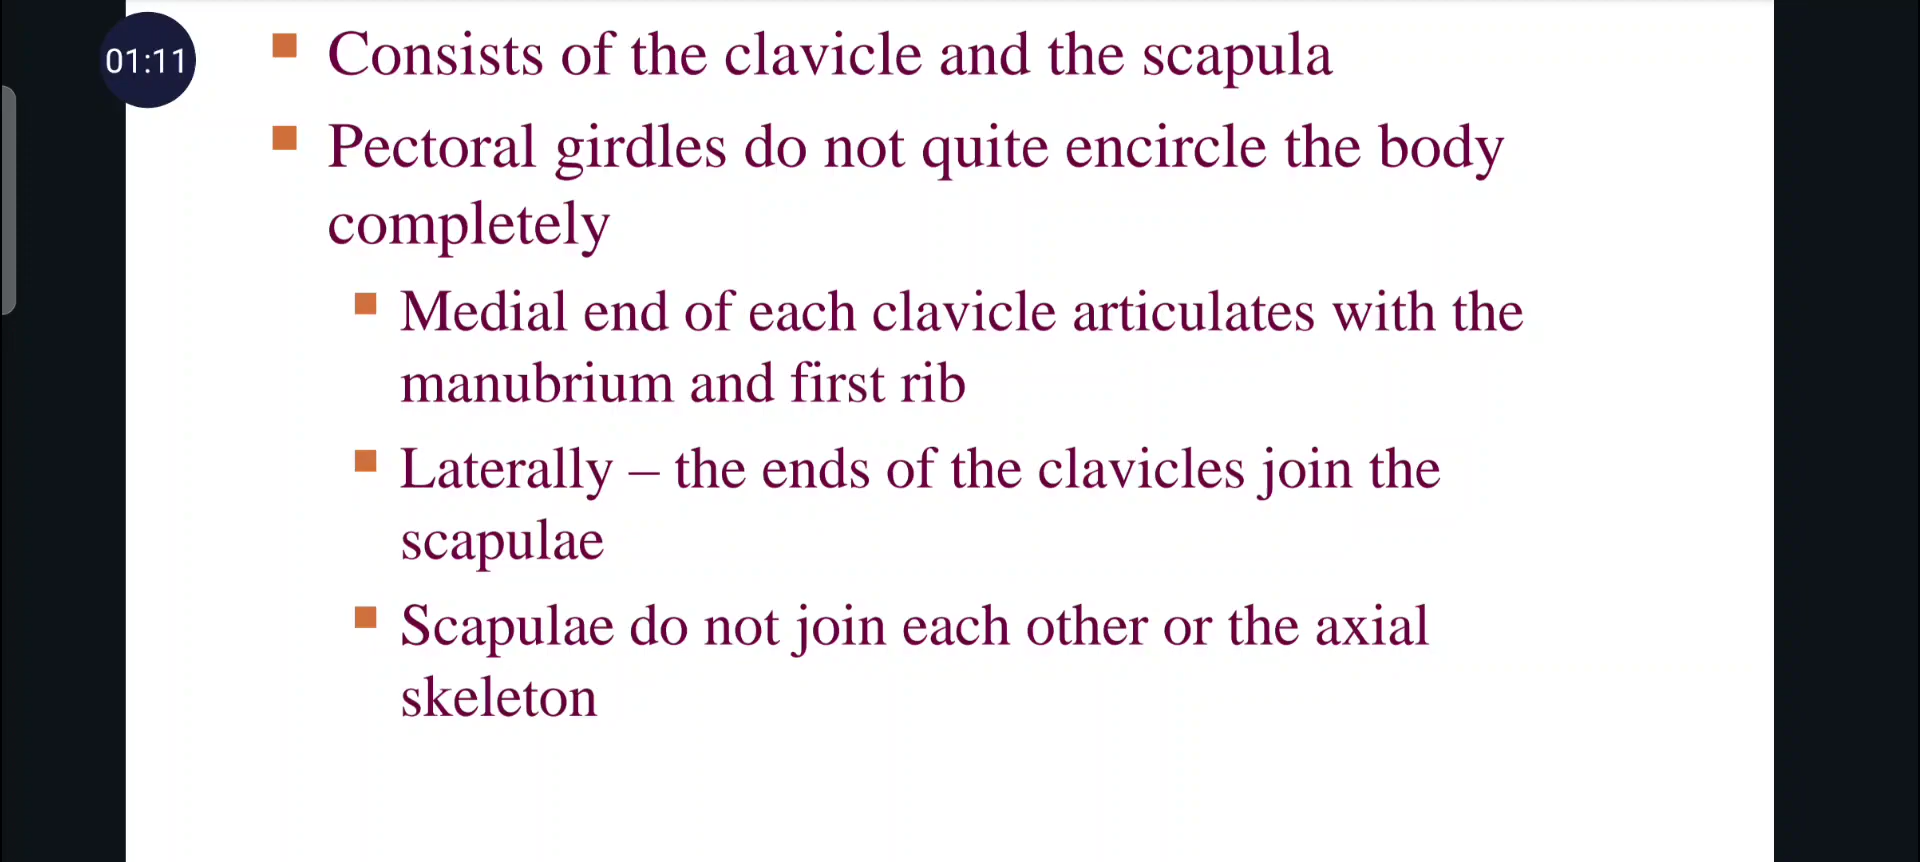 01:11
Consists of the clavicle and the scapula
Pectoral girdles do not quite encircle the body
completely
Medial end of each clavicle articulates with the
manubrium and first rib
Laterally – the ends of the clavicles join the
scapulae
Scapulae do not join each other or the axial
skeleton